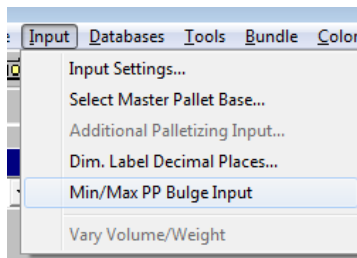 Input Databases Tools Bundle Color
Input Settings...
Select Master Pallet Base...
Additional Palletizing Input...
Dim. Label Decimal Places...
Min/Max PP Bulge Input
Vary Volume/Weight